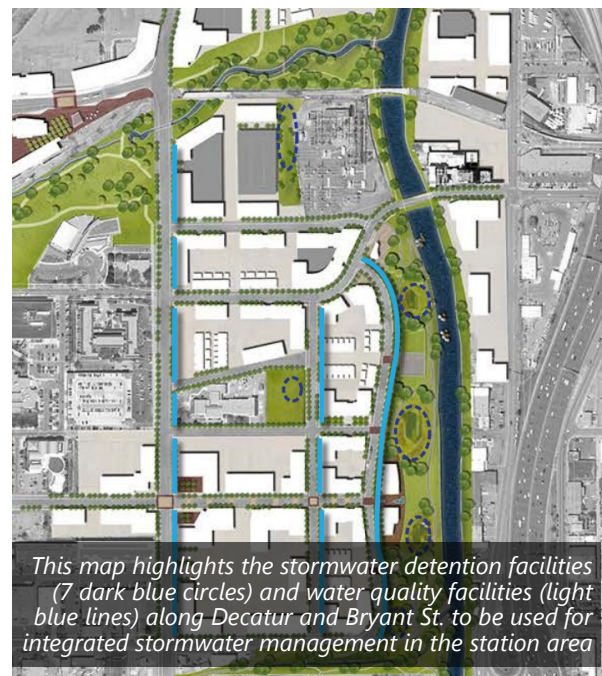 This map highlights the stormwater detention facilities
(7 dark blue circles) and water quality facilities (light
blue lines) along Decatur and Bryant St. to be used for
integrated stormwater management in the station area